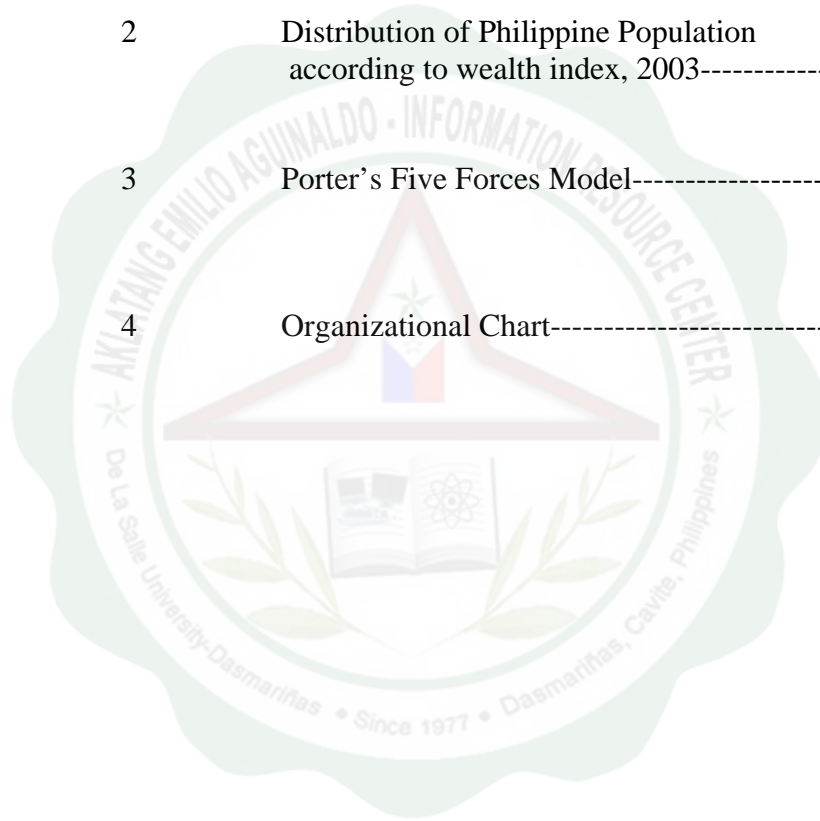 2 Distribution of Philippine Population
according to wealth index, 2003------------
3 Porter’s Five Forces Model------------------
4 Organizational Chart--------------------------
AKLATANG EMILIO AGUINALDO - INFORMATION RESOURCE CENTER
De La Salle University-Dasmariñas • Since 1977 • Dasmariñas, Cavite, Philippines